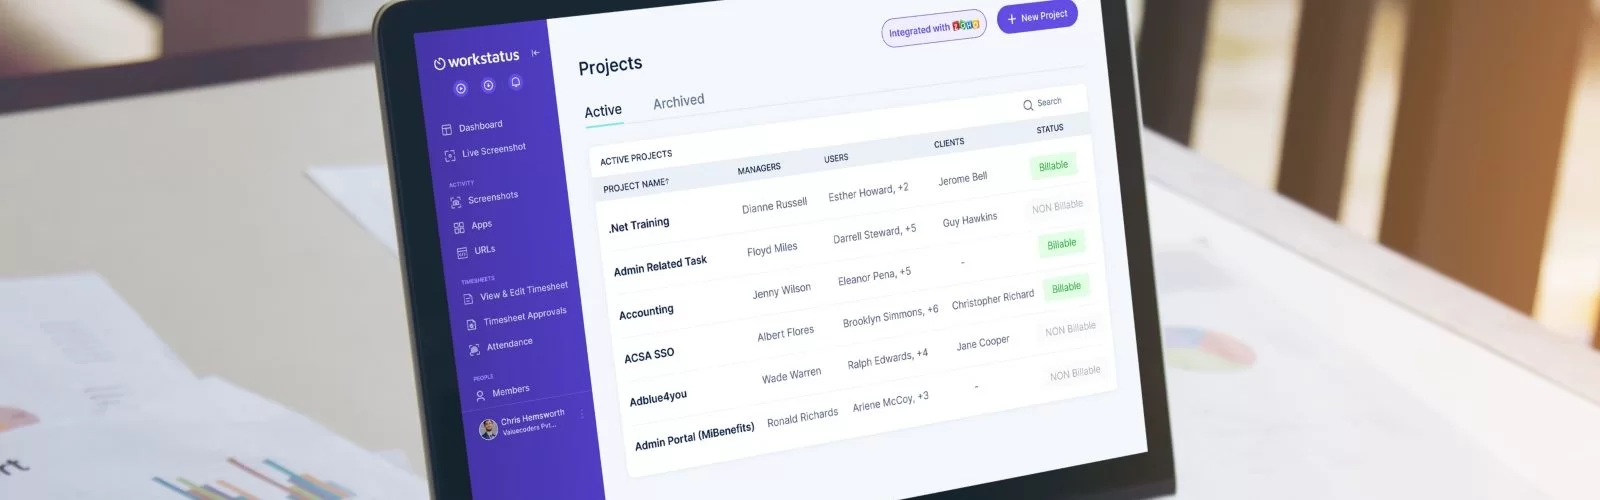 workstatus
Dashboard
Live Screenshot
ACTIVITY
Screenshots
Apps
URLs
TIMESHEETS
View & Edit Timesheet
Timesheet Approvals
Attendance
PEOPLE
Members
Chris Hemsworth
Valuecoders Pvt...
Projects
Integrated with ZOHO
+ New Project
Active Archived
Search
ACTIVE PROJECTS
PROJECT NAME↑ MANAGERS USERS CLIENTS STATUS
.Net Training Dianne Russell Esther Howard, +2 Jerome Bell Billable
Admin Related Task Floyd Miles Darrell Steward, +5 Guy Hawkins NON Billable
Accounting Jenny Wilson Eleanor Pena, +5 - Billable
ACSA SSO Albert Flores Brooklyn Simmons, +6 Christopher Richard Billable
Adblue4you Wade Warren Ralph Edwards, +4 Jane Cooper NON Billable
Admin Portal (MiBenefits) Ronald Richards Arlene McCoy, +3 - NON Billable